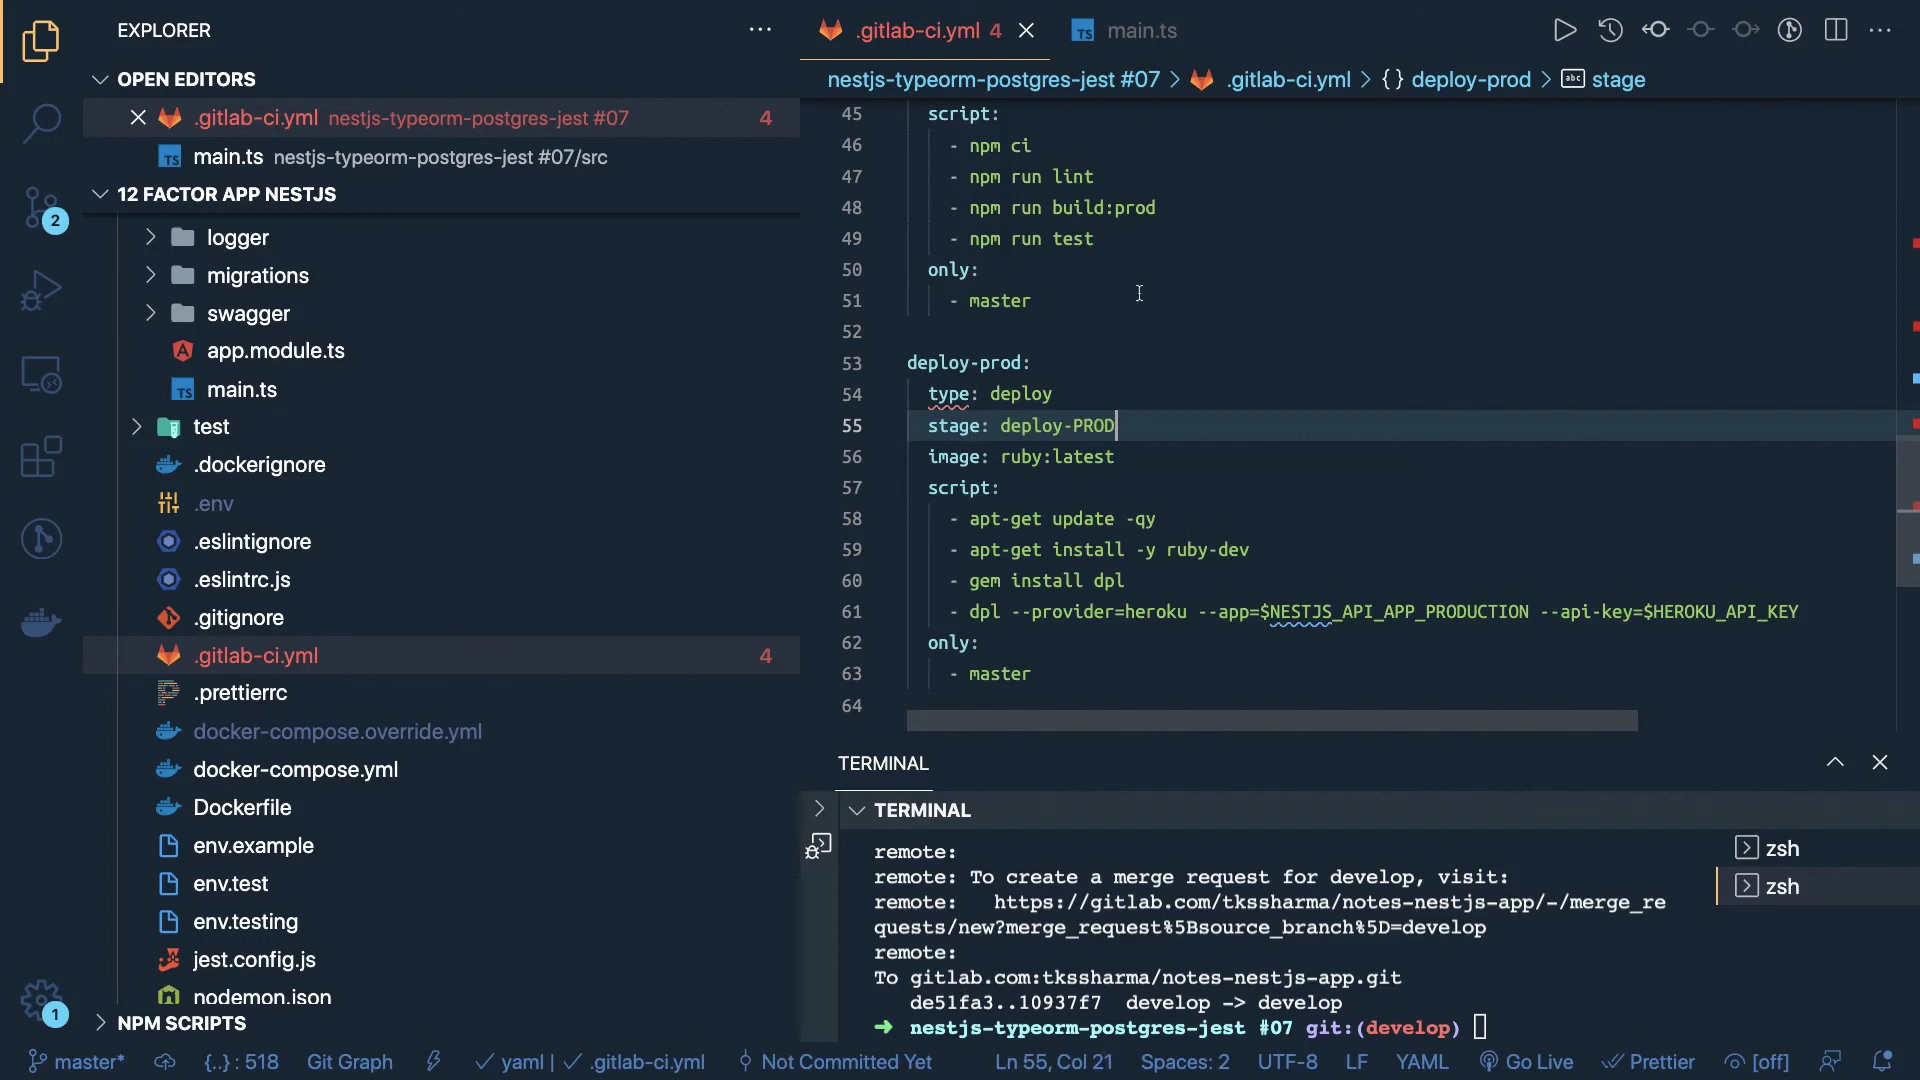 EXPLORER
OPEN EDITORS
.gitlab-ci.yml nestjs-typeorm-postgres-jest #07 4
TS main.ts nestjs-typeorm-postgres-jest #07/src
12 FACTOR APP NESTJS
2
logger
migrations
swagger
app.module.ts
TS main.ts
test
.dockerignore
.env
.eslintignore
.eslintrc.js
.gitignore
.gitlab-ci.yml 4
.prettierrc
docker-compose.override.yml
docker-compose.yml
Dockerfile
env.example
env.test
env.testing
jest.config.js
nodemon.json
1
NPM SCRIPTS
.gitlab-ci.yml 4
TS main.ts
nestjs-typeorm-postgres-jest #07 > .gitlab-ci.yml > {} deploy-prod > abc stage
45 script:
46 - npm ci
47 - npm run lint
48 - npm run build:prod
49 - npm run test
50 only:
51 - master
52
53 deploy-prod:
54 type: deploy
55 stage: deploy-PROD
56 image: ruby:latest
57 script:
58 - apt-get update -qy
59 - apt-get install -y ruby-dev
60 - gem install dpl
61 - dpl --provider=heroku --app=$NESTJS_API_APP_PRODUCTION --api-key=$HEROKU_API_KEY
62 only:
63 - master
64
TERMINAL
TERMINAL
remote:
remote: To create a merge request for develop, visit:
remote:   https://gitlab.com/tkssharma/notes-nestjs-app/-/merge_re
quests/new?merge_request%5Bsource_branch%5D=develop
remote:
To gitlab.com:tkssharma/notes-nestjs-app.git
de51fa3..10937f7  develop -> develop
➜ nestjs-typeorm-postgres-jest #07 git:(develop)
zsh
zsh
master* {..} : 518 Git Graph ✓ yaml | ✓ .gitlab-ci.yml Not Committed Yet Ln 55, Col 21 Spaces: 2 UTF-8 LF YAML Go Live Prettier [off]